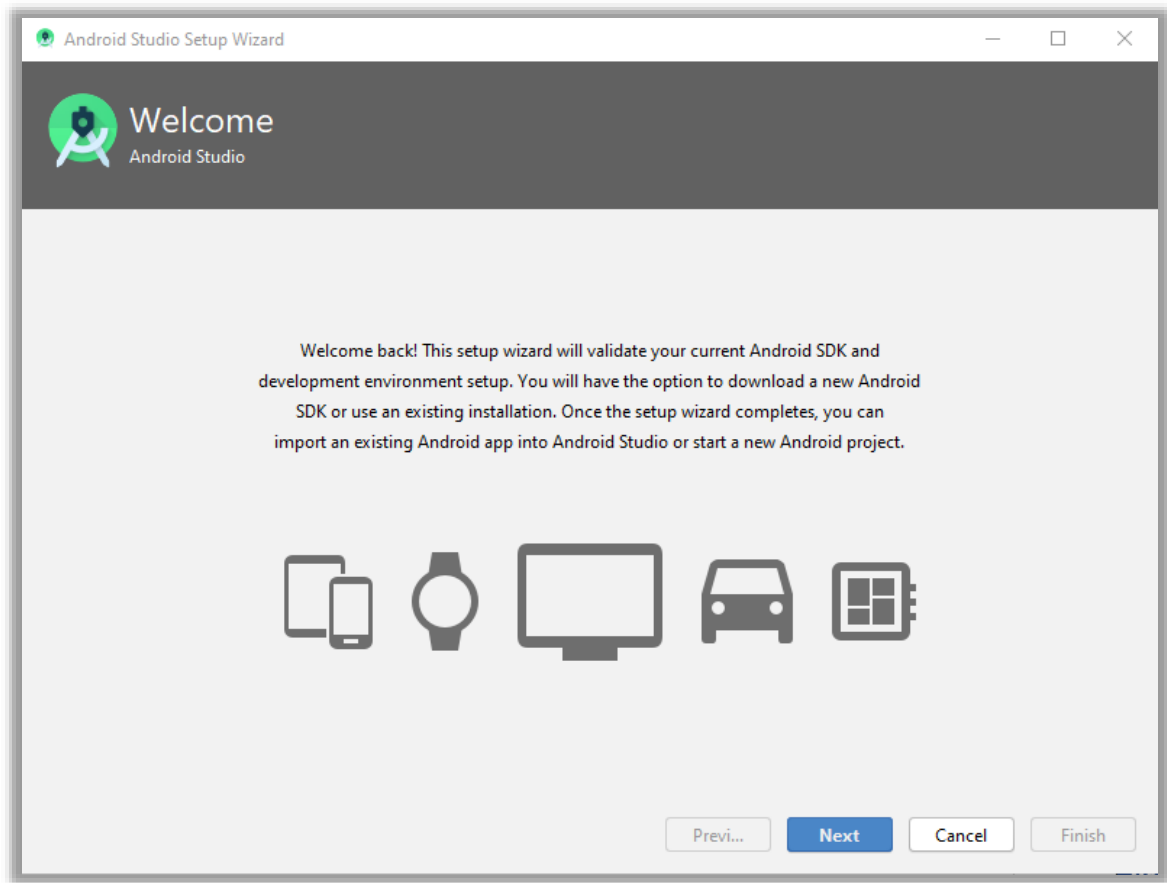 Android Studio Setup Wizard
Welcome
Android Studio
Welcome back! This setup wizard will validate your current Android SDK and
development environment setup. You will have the option to download a new Android
SDK or use an existing installation. Once the setup wizard completes, you can
import an existing Android app into Android Studio or start a new Android project.
Previ... Next Cancel Finish